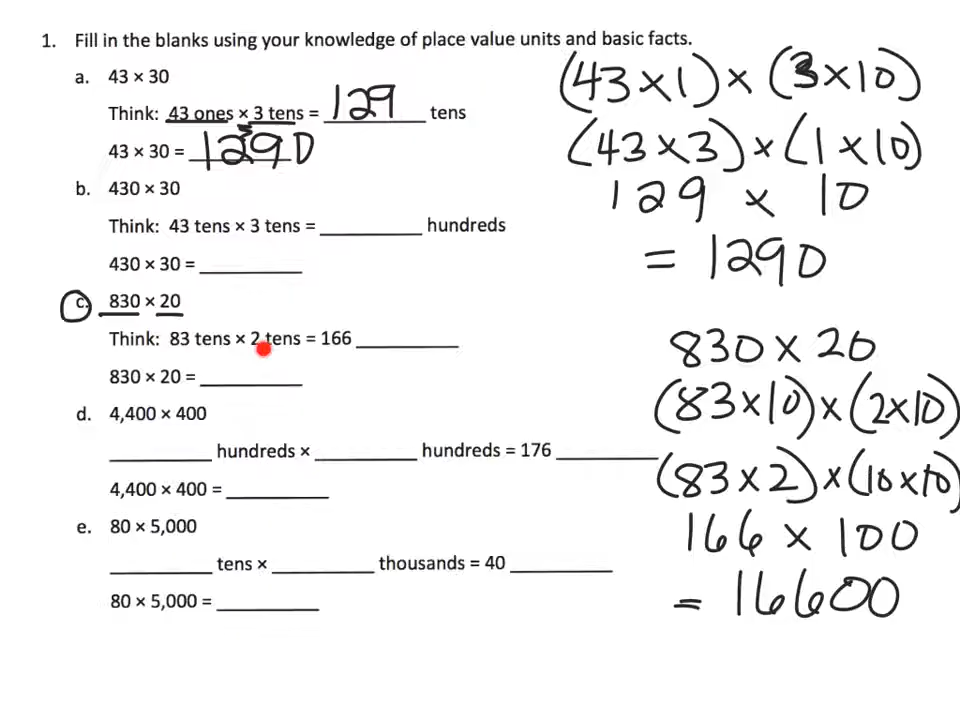 1. Fill in the blanks using your knowledge of place value units and basic facts.
a. 43 × 30
Think: 43 ones × 3 tens = 129 tens
43 × 30 = 1290
b. 430 × 30
Think: 43 tens × 3 tens = __________ hundreds
430 × 30 = __________
c. 830 × 20
Think: 83 tens × 2 tens = 166 __________
830 × 20 = __________
d. 4,400 × 400
__________ hundreds × __________ hundreds = 176 __________
4,400 × 400 = __________
e. 80 × 5,000
__________ tens × __________ thousands = 40 __________
80 × 5,000 = __________
(43 × 1) × (3 × 10)
(43 × 3) × (1 × 10)
129 × 10
= 1290
830 × 20
(83 × 10) × (2 × 10)
(83 × 2) × (10 × 10)
166 × 100
= 16600